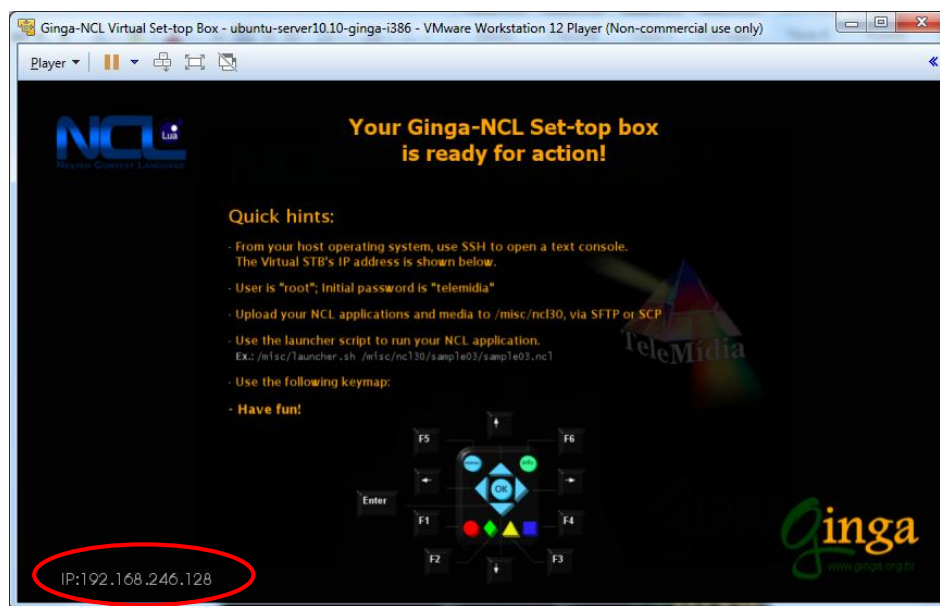 Ginga-NCL Virtual Set-top Box - ubuntu-server10.10-ginga-i386 - VMware Workstation 12 Player (Non-commercial use only)
Player
NCL
Lua
NESTED CONTEXT LANGUAGE
Your Ginga-NCL Set-top box
is ready for action!
Quick hints:
- From your host operating system, use SSH to open a text console.
The Virtual STB's IP address is shown below.
- User is "root"; Initial password is "telemidia"
- Upload your NCL applications and media to /misc/ncl30, via SFTP or SCP
- Use the launcher script to run your NCL application.
Ex.: /misc/launcher.sh /misc/ncl30/sample03/sample03.ncl
TeleMídia
- Use the following keymap:
- Have fun!
F5
F6
info
OK
Enter
F1
F4
F2
F3
Ginga
www.ginga.org.br
IP:192.168.246.128